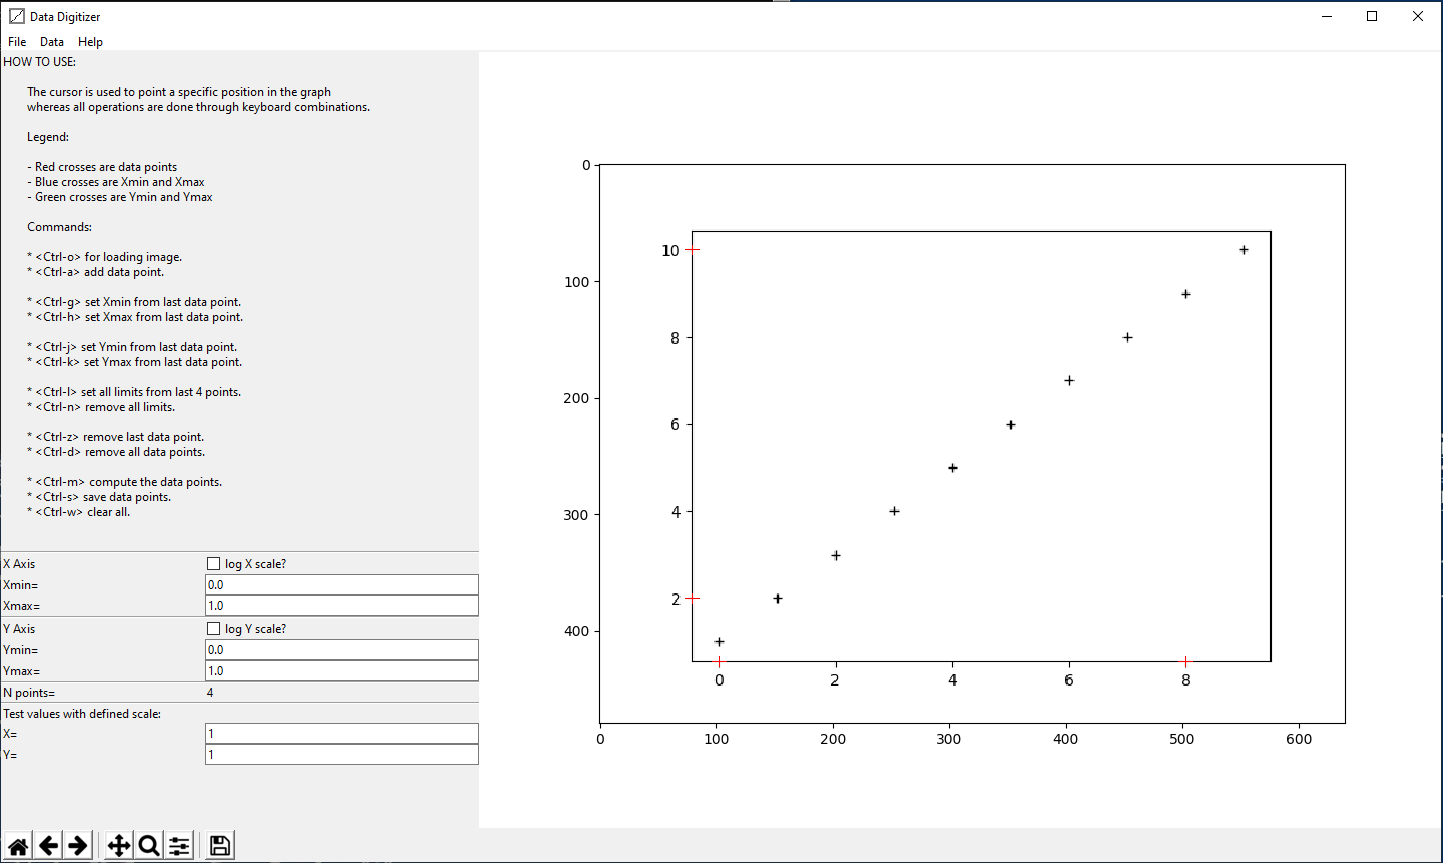 Data Digitizer
File Data Help
HOW TO USE:
The cursor is used to point a specific position in the graph
whereas all operations are done through keyboard combinations.
Legend:
- Red crosses are data points
- Blue crosses are Xmin and Xmax
- Green crosses are Ymin and Ymax
Commands:
* <Ctrl-o> for loading image.
* <Ctrl-a> add data point.
* <Ctrl-g> set Xmin from last data point.
* <Ctrl-h> set Xmax from last data point.
* <Ctrl-j> set Ymin from last data point.
* <Ctrl-k> set Ymax from last data point.
* <Ctrl-l> set all limits from last 4 points.
* <Ctrl-n> remove all limits.
* <Ctrl-z> remove last data point.
* <Ctrl-d> remove all data points.
* <Ctrl-m> compute the data points.
* <Ctrl-s> save data points.
* <Ctrl-w> clear all.
X Axis log X scale?
Xmin= 0.0
Xmax= 1.0
Y Axis log Y scale?
Ymin= 0.0
Ymax= 1.0
N points= 4
Test values with defined scale:
X= 1
Y= 1
0
100
200
300
400
10
8
6
4
2
0 2 4 6 8
0 100 200 300 400 500 600